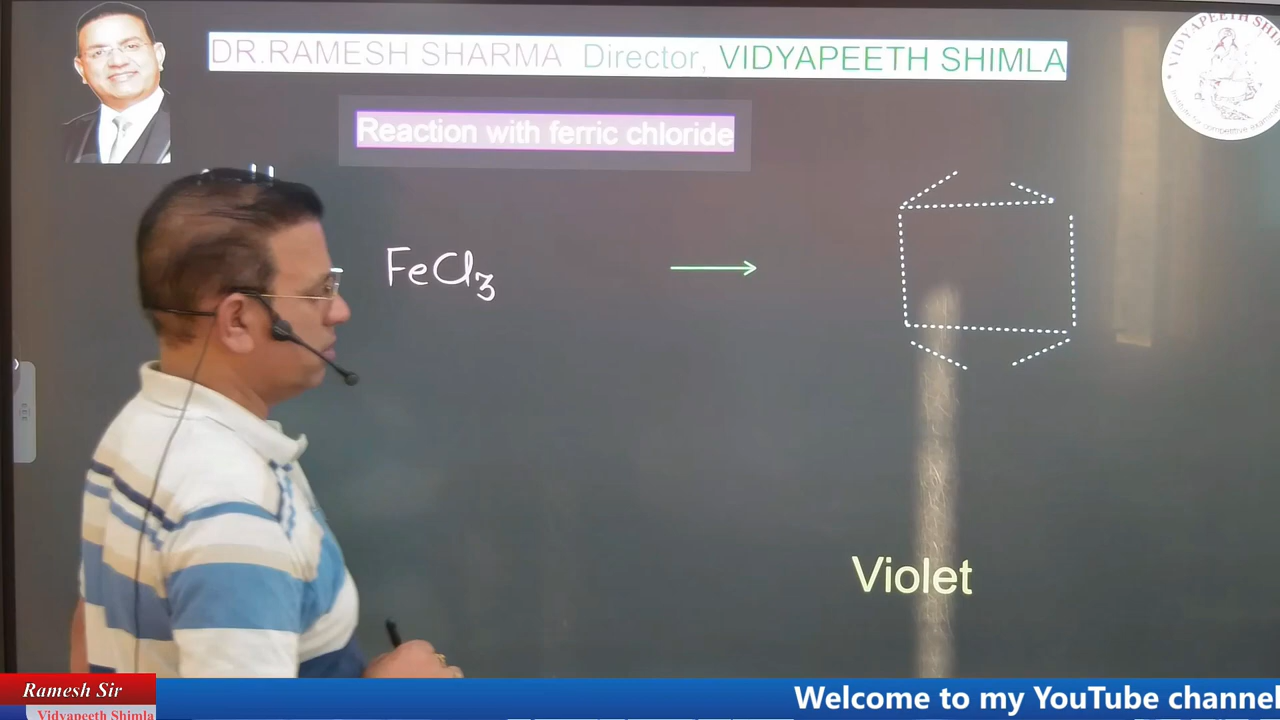 DR.RAMESH SHARMA Director, VIDYAPEETH SHIMLA
Reaction with ferric chloride
FeCl3
Violet
Ramesh Sir
Vidyapeeth Shimla
Welcome to my YouTube channel